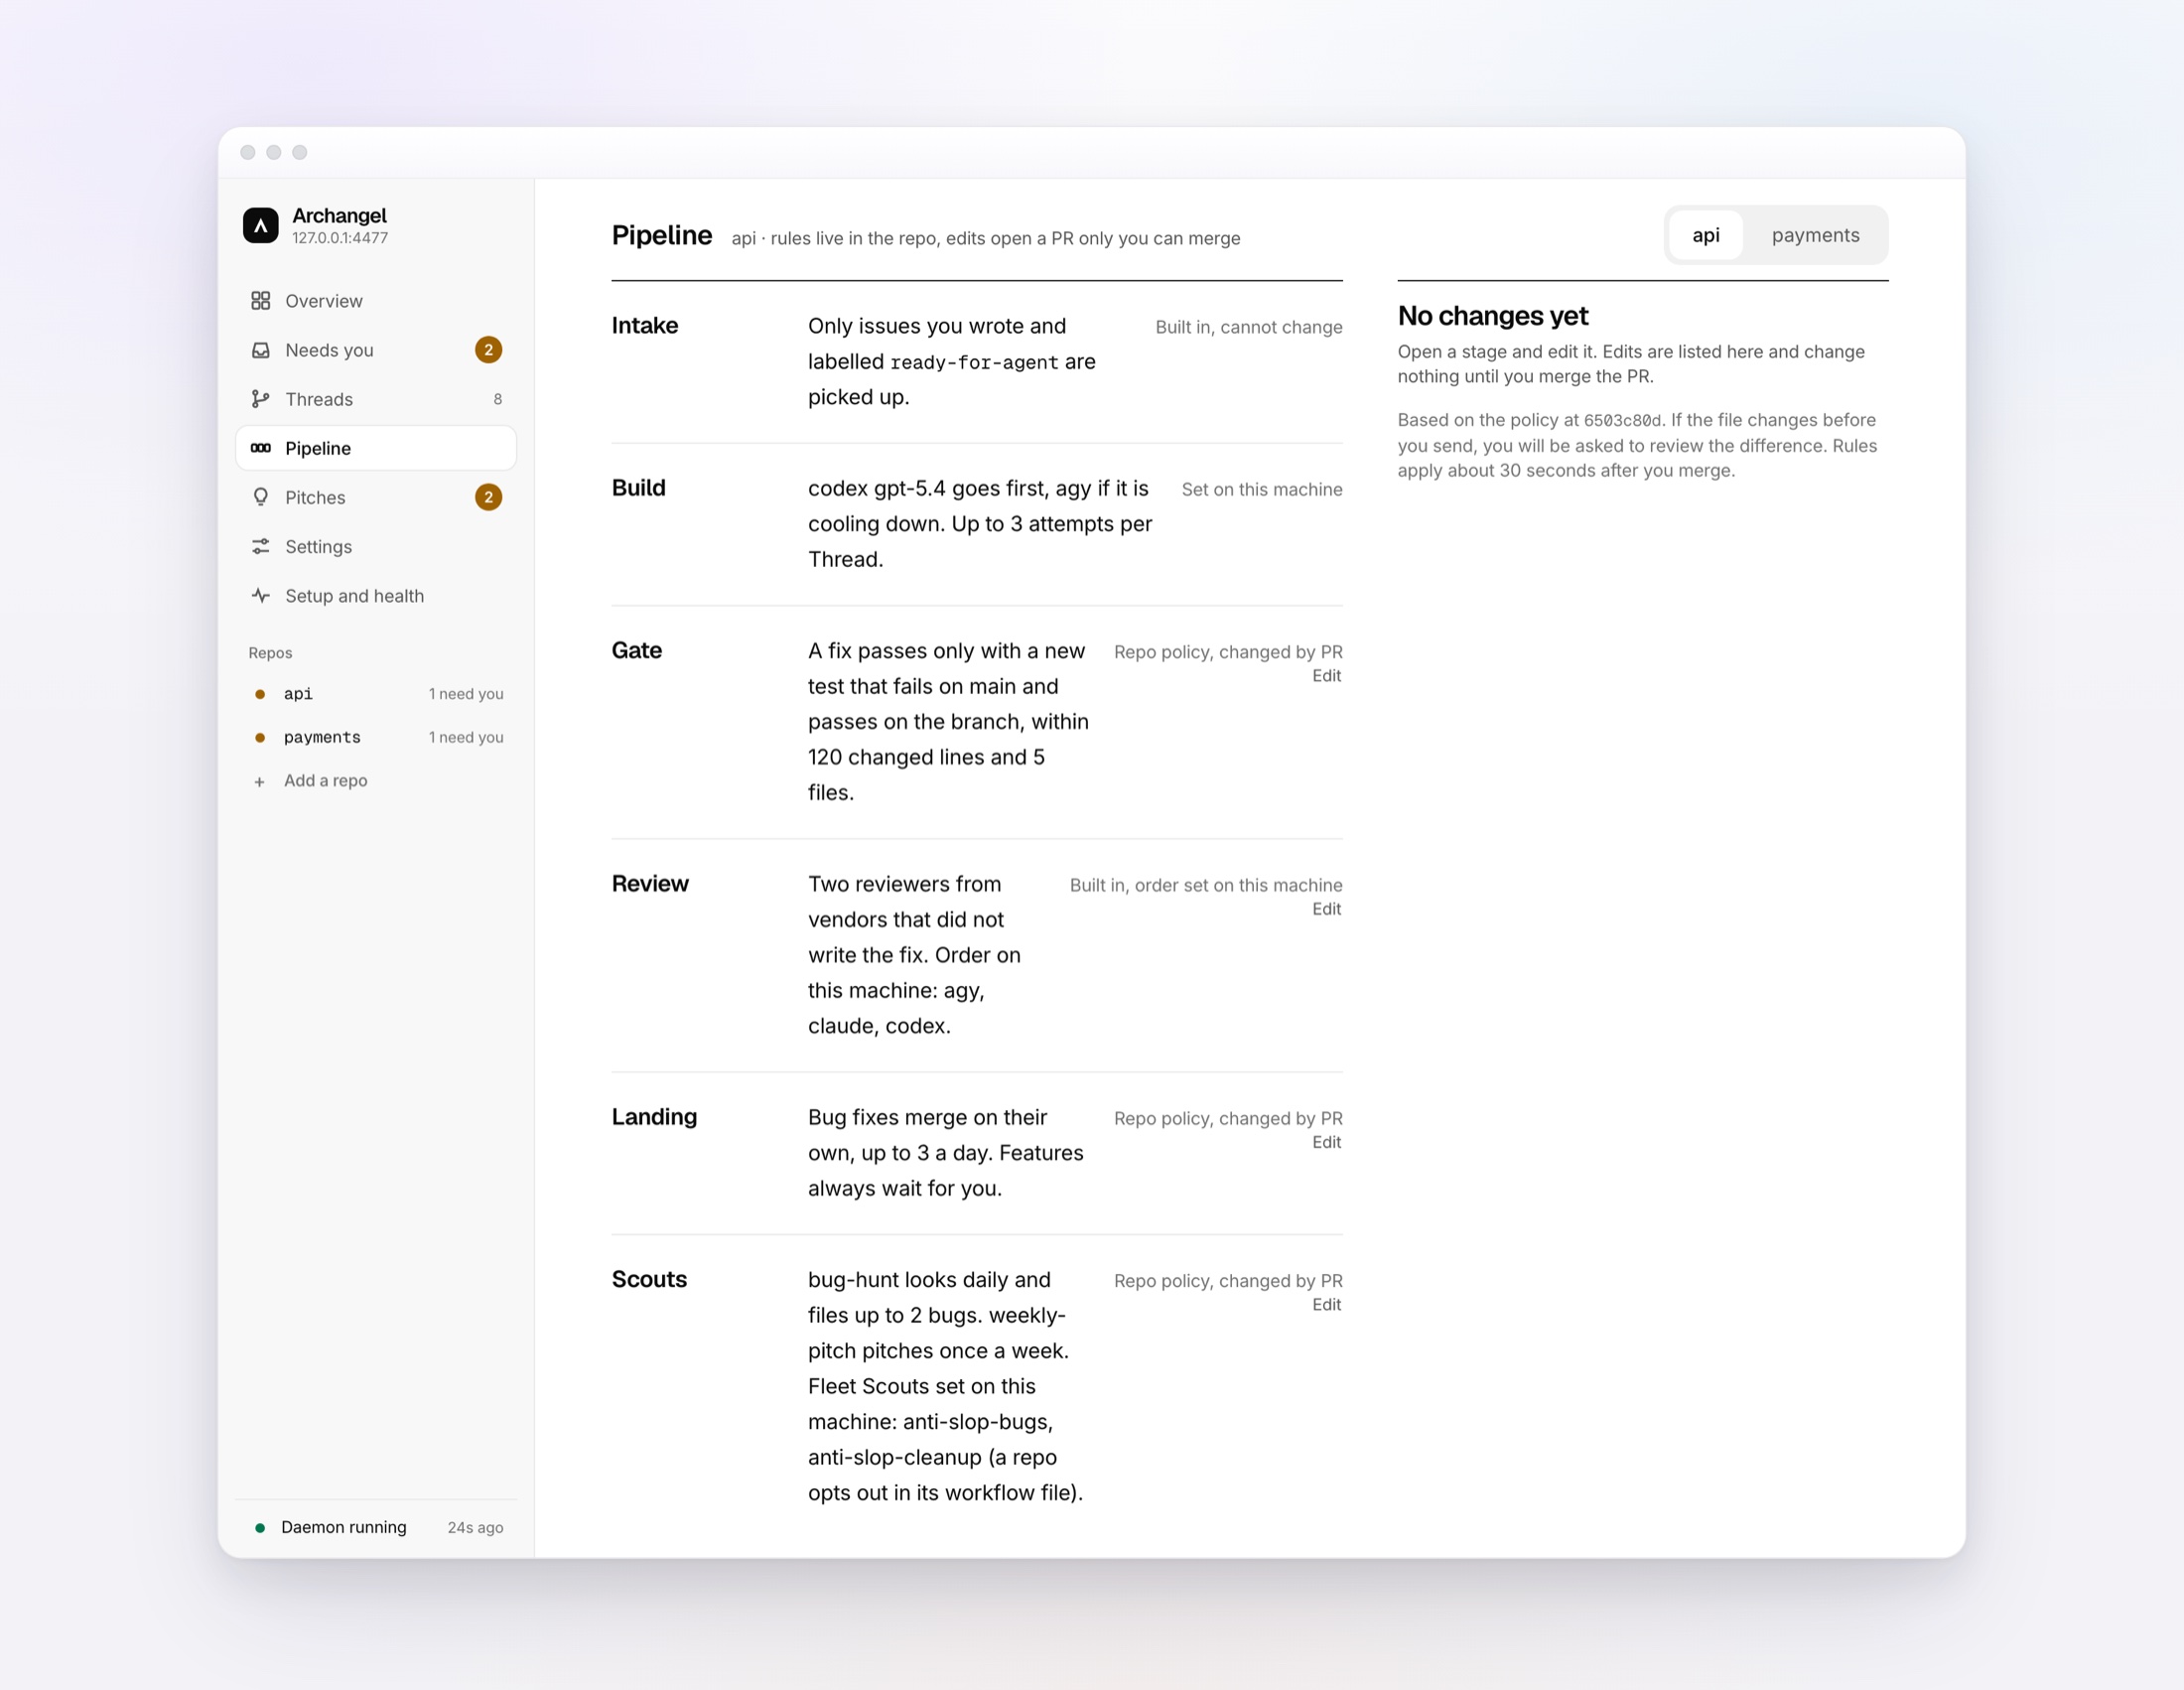 Archangel
127.0.0.1:4477
Overview
Needs you 2
Threads 8
Pipeline
Pitches 2
Settings
Setup and health
Repos
api 1 need you
payments 1 need you
+ Add a repo
Daemon running 24s ago
Pipeline api · rules live in the repo, edits open a PR only you can merge
api payments
Intake
Only issues you wrote and
labelled ready-for-agent are
picked up.
Built in, cannot change
Build
codex gpt-5.4 goes first, agy if it is
cooling down. Up to 3 attempts per
Thread.
Set on this machine
Gate
A fix passes only with a new
test that fails on main and
passes on the branch, within
120 changed lines and 5
files.
Repo policy, changed by PR
Edit
Review
Two reviewers from
vendors that did not
write the fix. Order on
this machine: agy,
claude, codex.
Built in, order set on this machine
Edit
Landing
Bug fixes merge on their
own, up to 3 a day. Features
always wait for you.
Repo policy, changed by PR
Edit
Scouts
bug-hunt looks daily and
files up to 2 bugs. weekly-
pitch pitches once a week.
Fleet Scouts set on this
machine: anti-slop-bugs,
anti-slop-cleanup (a repo
opts out in its workflow file).
Repo policy, changed by PR
Edit
No changes yet
Open a stage and edit it. Edits are listed here and change
nothing until you merge the PR.
Based on the policy at 6503c80d. If the file changes before
you send, you will be asked to review the difference. Rules
apply about 30 seconds after you merge.